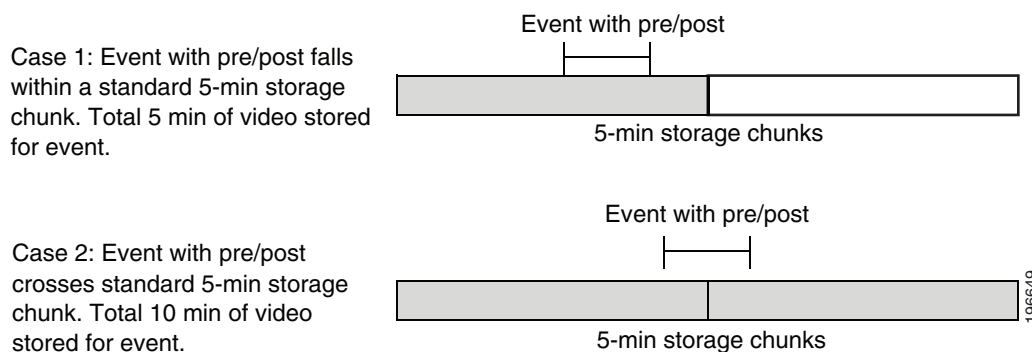 Case 1: Event with pre/post falls
within a standard 5-min storage
chunk. Total 5 min of video stored
for event.
Event with pre/post
5-min storage chunks
Case 2: Event with pre/post
crosses standard 5-min storage
chunk. Total 10 min of video
stored for event.
Event with pre/post
5-min storage chunks
196649